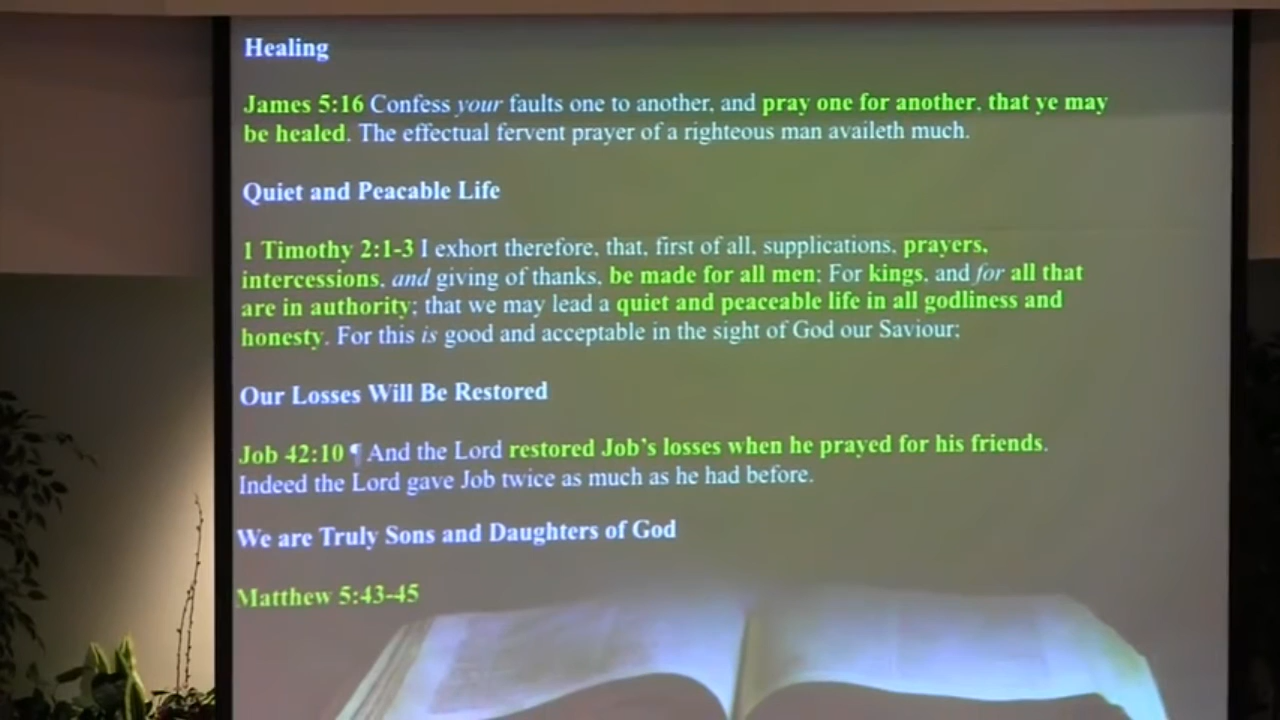 Healing
James 5:16 Confess your faults one to another, and pray one for another, that ye may
be healed. The effectual fervent prayer of a righteous man availeth much.
Quiet and Peacable Life
1 Timothy 2:1-3 I exhort therefore, that, first of all, supplications, prayers,
intercessions, and giving of thanks, be made for all men; For kings, and for all that
are in authority; that we may lead a quiet and peaceable life in all godliness and
honesty. For this is good and acceptable in the sight of God our Saviour;
Our Losses Will Be Restored
Job 42:10 ¶ And the Lord restored Job's losses when he prayed for his friends.
Indeed the Lord gave Job twice as much as he had before.
We are Truly Sons and Daughters of God
Matthew 5:43-45